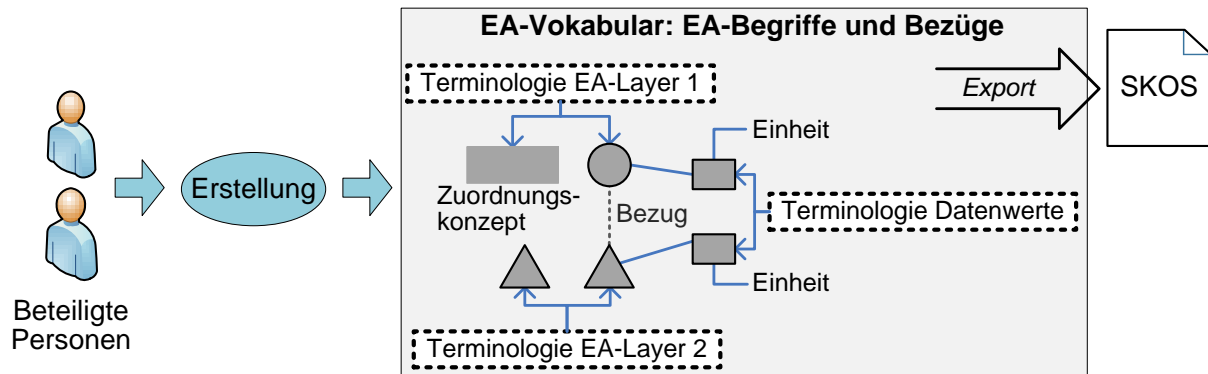 EA-Vokabular: EA-Begriffe und Bezüge
Terminologie EA-Layer 1
Export
SKOS
Einheit
Erstellung
Zuordnungs-
konzept
Bezug
Terminologie Datenwerte
Einheit
Beteiligte
Personen
Terminologie EA-Layer 2